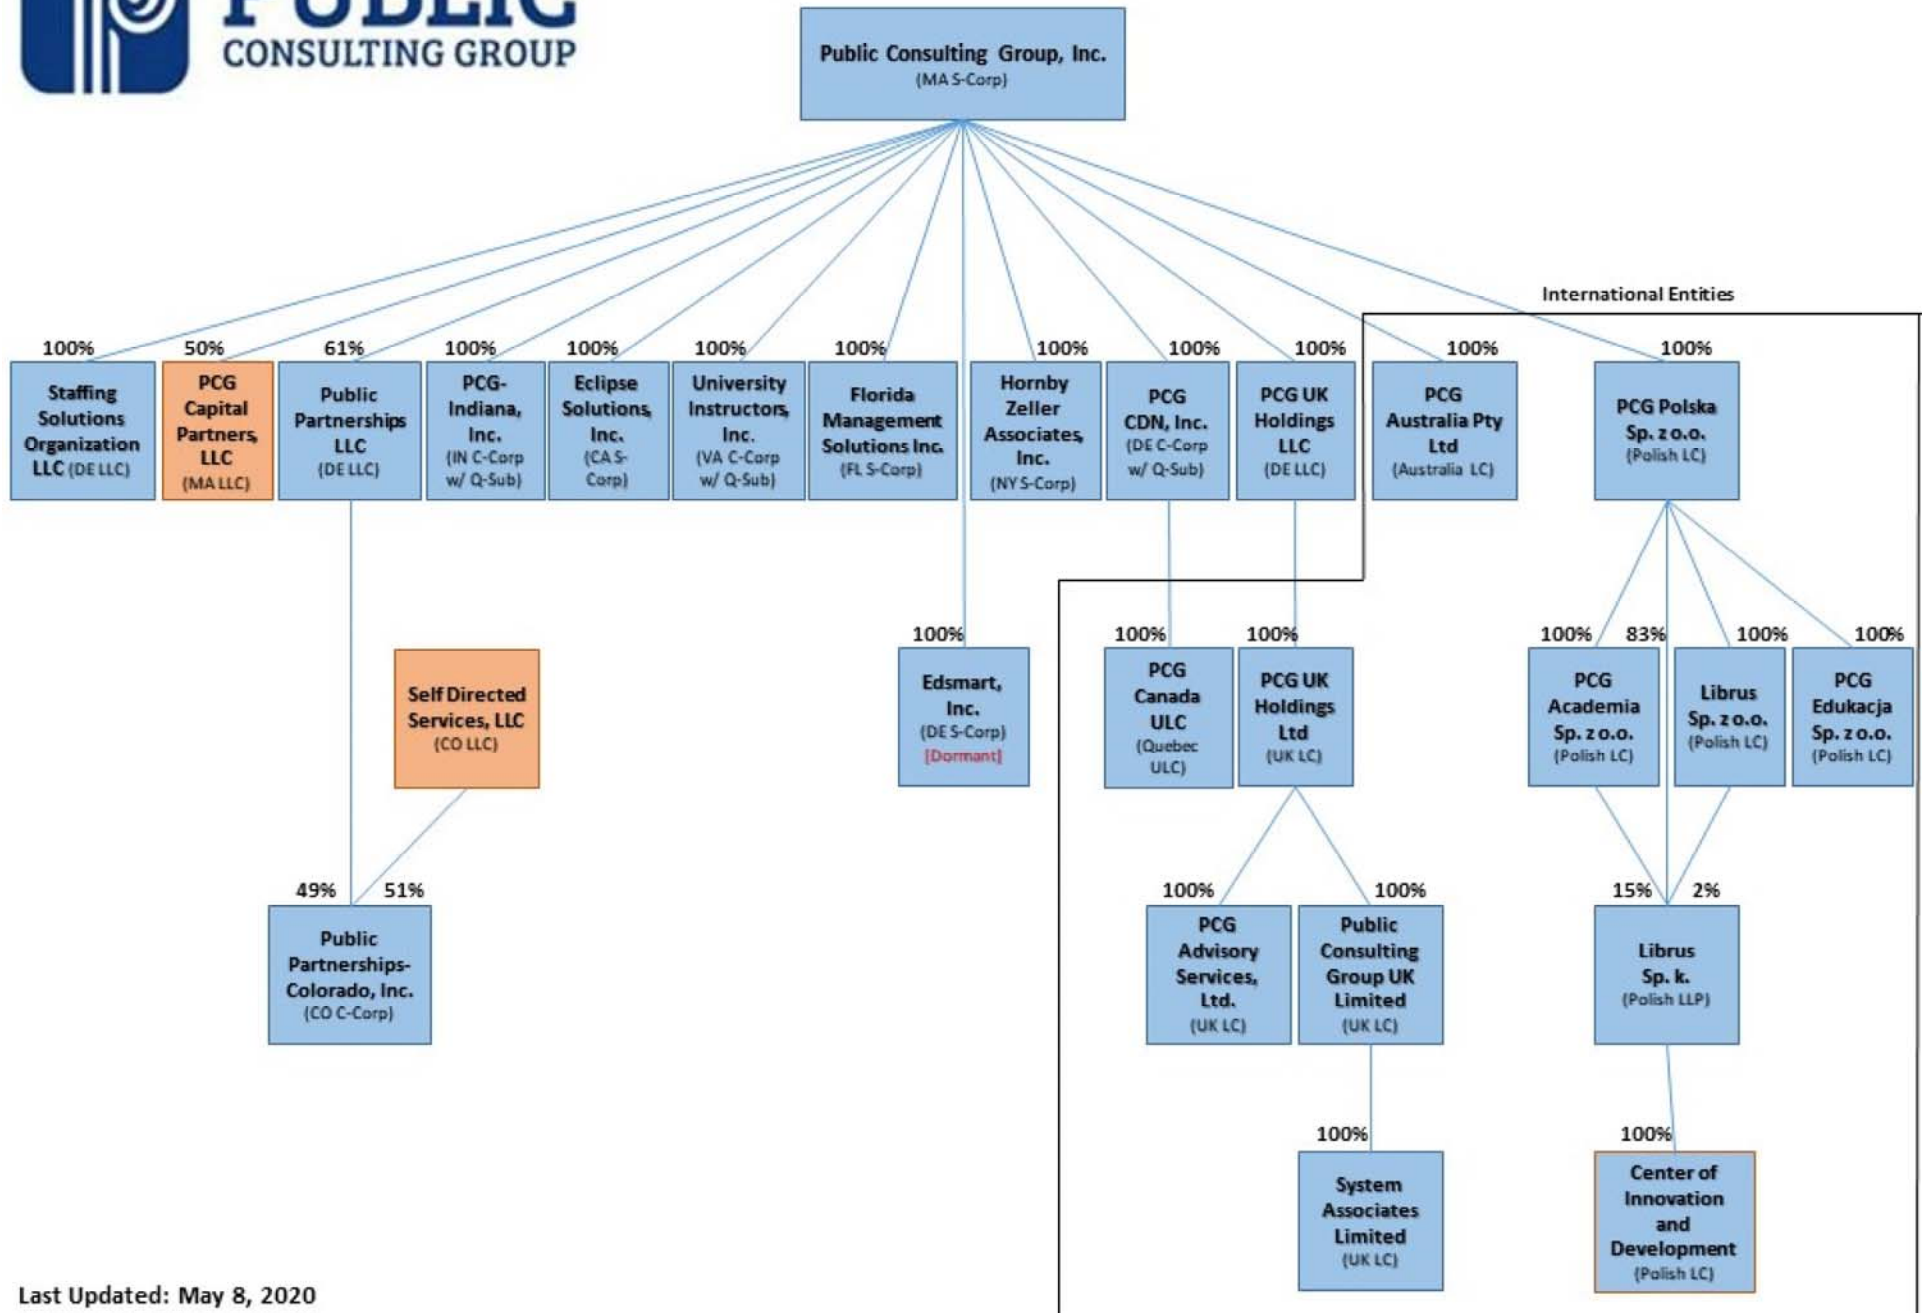 PUBLIC
CONSULTING GROUP
Public Consulting Group, Inc.
(MA S-Corp)
International Entities
100%
Staffing
Solutions
Organization
LLC (DE LLC)
50%
PCG
Capital
Partners,
LLC
(MA LLC)
61%
Public
Partnerships
LLC
(DE LLC)
100%
PCG-
Indiana,
Inc.
(IN C-Corp
w/ Q-Sub)
100%
Eclipse
Solutions,
Inc.
(CA S-
Corp)
100%
University
Instructors,
Inc.
(VA C-Corp
w/ Q-Sub)
100%
Florida
Management
Solutions Inc.
(FL S-Corp)
100%
Hornby
Zeller
Associates,
Inc.
(NY S-Corp)
100%
PCG
CDN, Inc.
(DE C-Corp
w/ Q-Sub)
100%
PCG UK
Holdings
LLC
(DE LLC)
100%
PCG
Australia Pty
Ltd
(Australia LC)
100%
PCG Polska
Sp. z o.o.
(Polish LC)
Self Directed
Services, LLC
(CO LLC)
100%
Edsmart,
Inc.
(DE S-Corp)
[Dormant]
100%
PCG
Canada
ULC
(Quebec
ULC)
100%
PCG UK
Holdings
Ltd
(UK LC)
100%
83%
PCG
Academia
Sp. z o.o.
(Polish LC)
100%
Librus
Sp. z o.o.
(Polish LC)
100%
PCG
Edukacja
Sp. z o.o.
(Polish LC)
49%
51%
Public
Partnerships-
Colorado, Inc.
(CO C-Corp)
100%
PCG
Advisory
Services,
Ltd.
(UK LC)
100%
Public
Consulting
Group UK
Limited
(UK LC)
15%
2%
Librus
Sp. k.
(Polish LLP)
100%
System
Associates
Limited
(UK LC)
100%
Center of
Innovation
and
Development
(Polish LC)
Last Updated: May 8, 2020